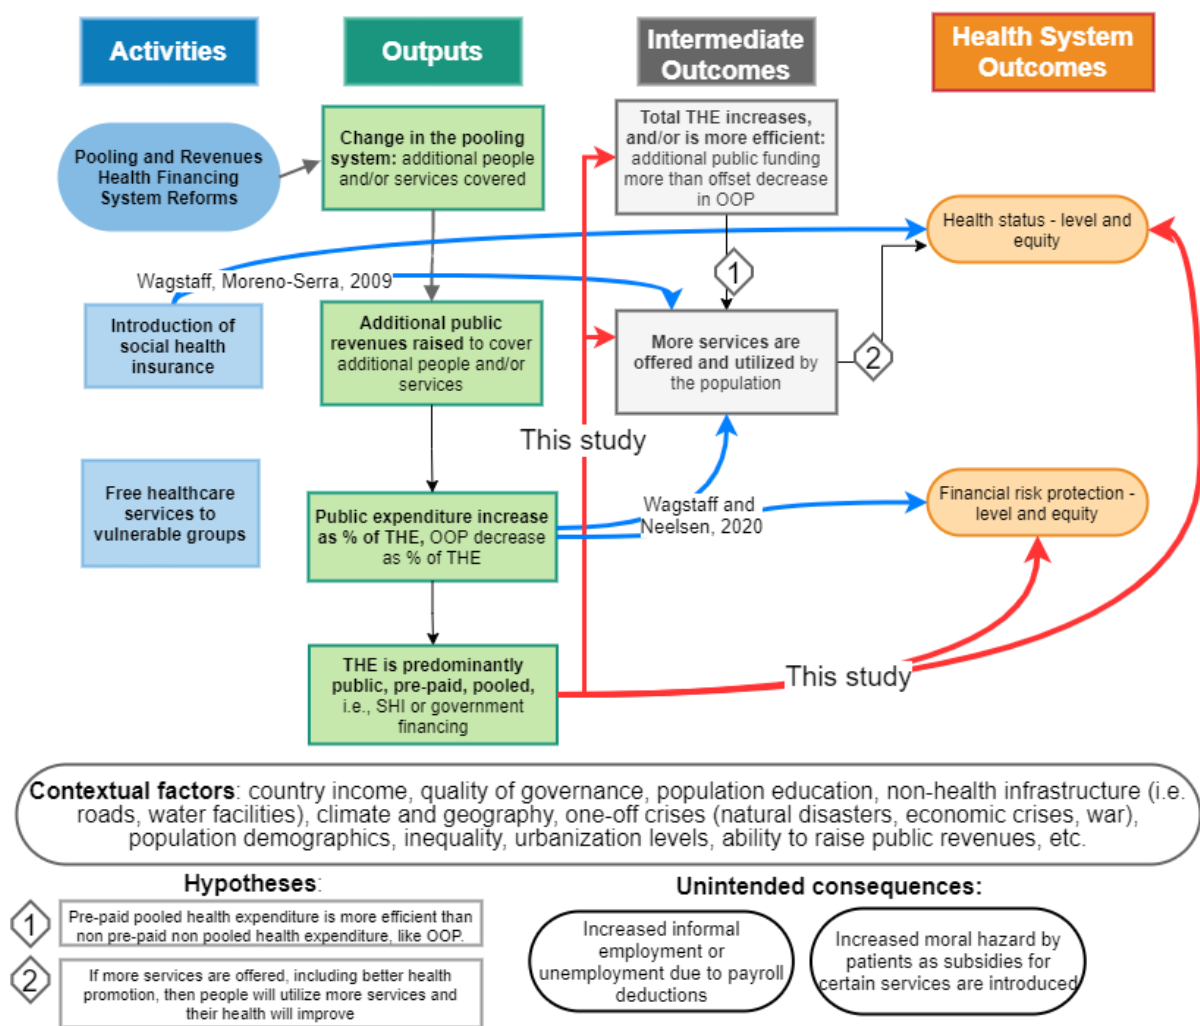 Activities
Outputs
Intermediate
Outcomes
Health System
Outcomes
Pooling and Revenues
Health Financing
System Reforms
Change in the pooling
system: additional people
and/or services covered
Total THE increases,
and/or is more efficient:
additional public funding
more than offset decrease
in OOP
Health status - level and
equity
1
Wagstaff, Moreno-Serra, 2009
Introduction of
social health
insurance
Additional public
revenues raised to cover
additional people and/or
services
More services are
offered and utilized by
the population
2
This study
Free healthcare
services to
vulnerable groups
Public expenditure increase
as % of THE, OOP decrease
as % of THE
Wagstaff and
Neelsen, 2020
Financial risk protection -
level and equity
THE is predominantly
public, pre-paid, pooled,
i.e., SHI or government
financing
This study
Contextual factors: country income, quality of governance, population education, non-health infrastructure (i.e.
roads, water facilities), climate and geography, one-off crises (natural disasters, economic crises, war),
population demographics, inequality, urbanization levels, ability to raise public revenues, etc.
Hypotheses:
1
Pre-paid pooled health expenditure is more efficient than
non pre-paid non pooled health expenditure, like OOP.
2
If more services are offered, including better health
promotion, then people will utilize more services and
their health will improve
Unintended consequences:
Increased informal
employment or
unemployment due to payroll
deductions
Increased moral hazard by
patients as subsidies for
certain services are introduced